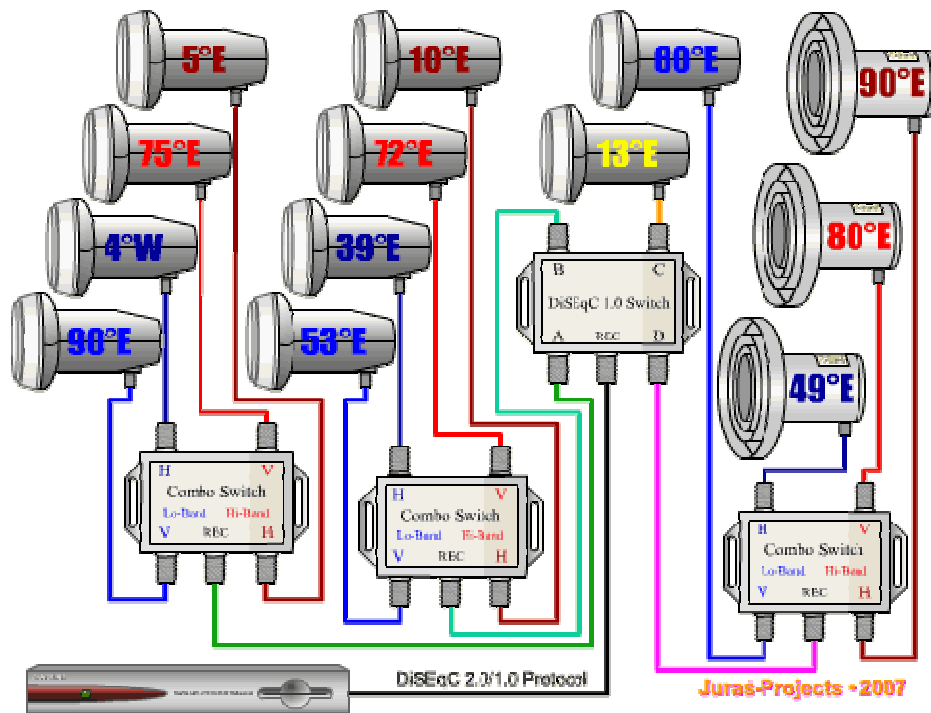 5°E
10°E
60°E
90°E
75°E
72°E
13°E
80°E
4°W
39°E
90°E
53°E
49°E
B C
DiSEqC 1.0 Switch
A REC D
H V
Combo Switch
Lo-Band Hi-Band
V REC H
H V
Combo Switch
Lo-Band Hi-Band
V REC H
H V
Combo Switch
Lo-Band Hi-Band
V REC H
DiSEqC 2.0/1.0 Protocol
Juras-Projects • 2007